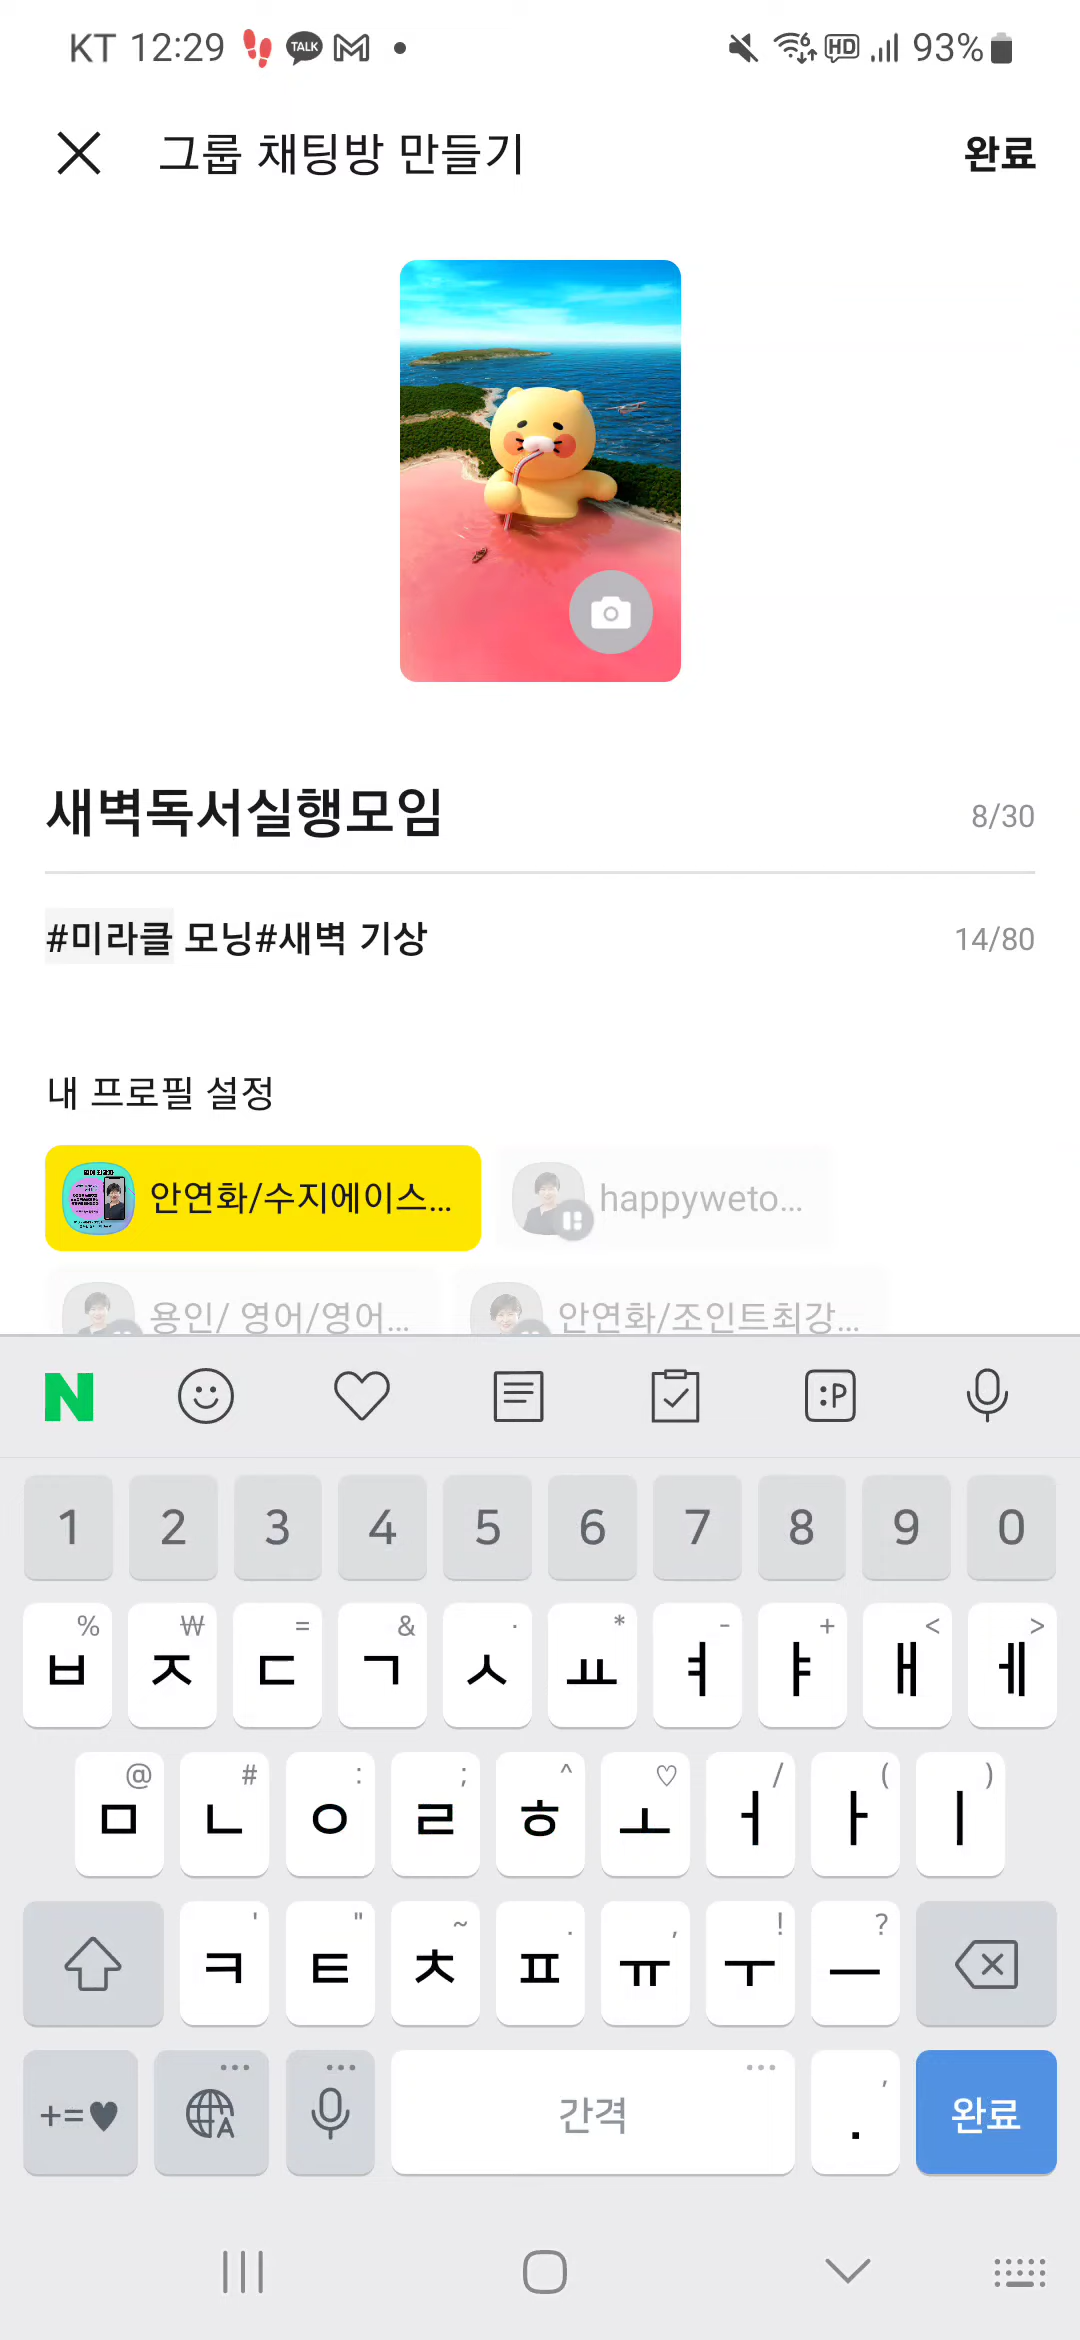 KT 12:29 TALK HD 93%
그룹 채팅방 만들기 완료
새벽독서실행모임 8/30
#미라클 모닝#새벽 기상 14/80
내 프로필 설정
안연화/수지에이스... happyweto...
용인/ 영어/영어... 안연화/조인트최강...
N :P
1 2 3 4 5 6 7 8 9 0
% ₩ = & · * - + < >
ㅂ ㅈ ㄷ ㄱ ㅅ ㅛ ㅕ ㅑ ㅐ ㅔ
@ # : ; ^ ♡ / ( )
ㅁ ㄴ ㅇ ㄹ ㅎ ㅗ ㅓ ㅏ ㅣ
' " ~ . , ! ?
ㅋ ㅌ ㅊ ㅍ ㅠ ㅜ ㅡ
+=♥ A 간격 , . 완료